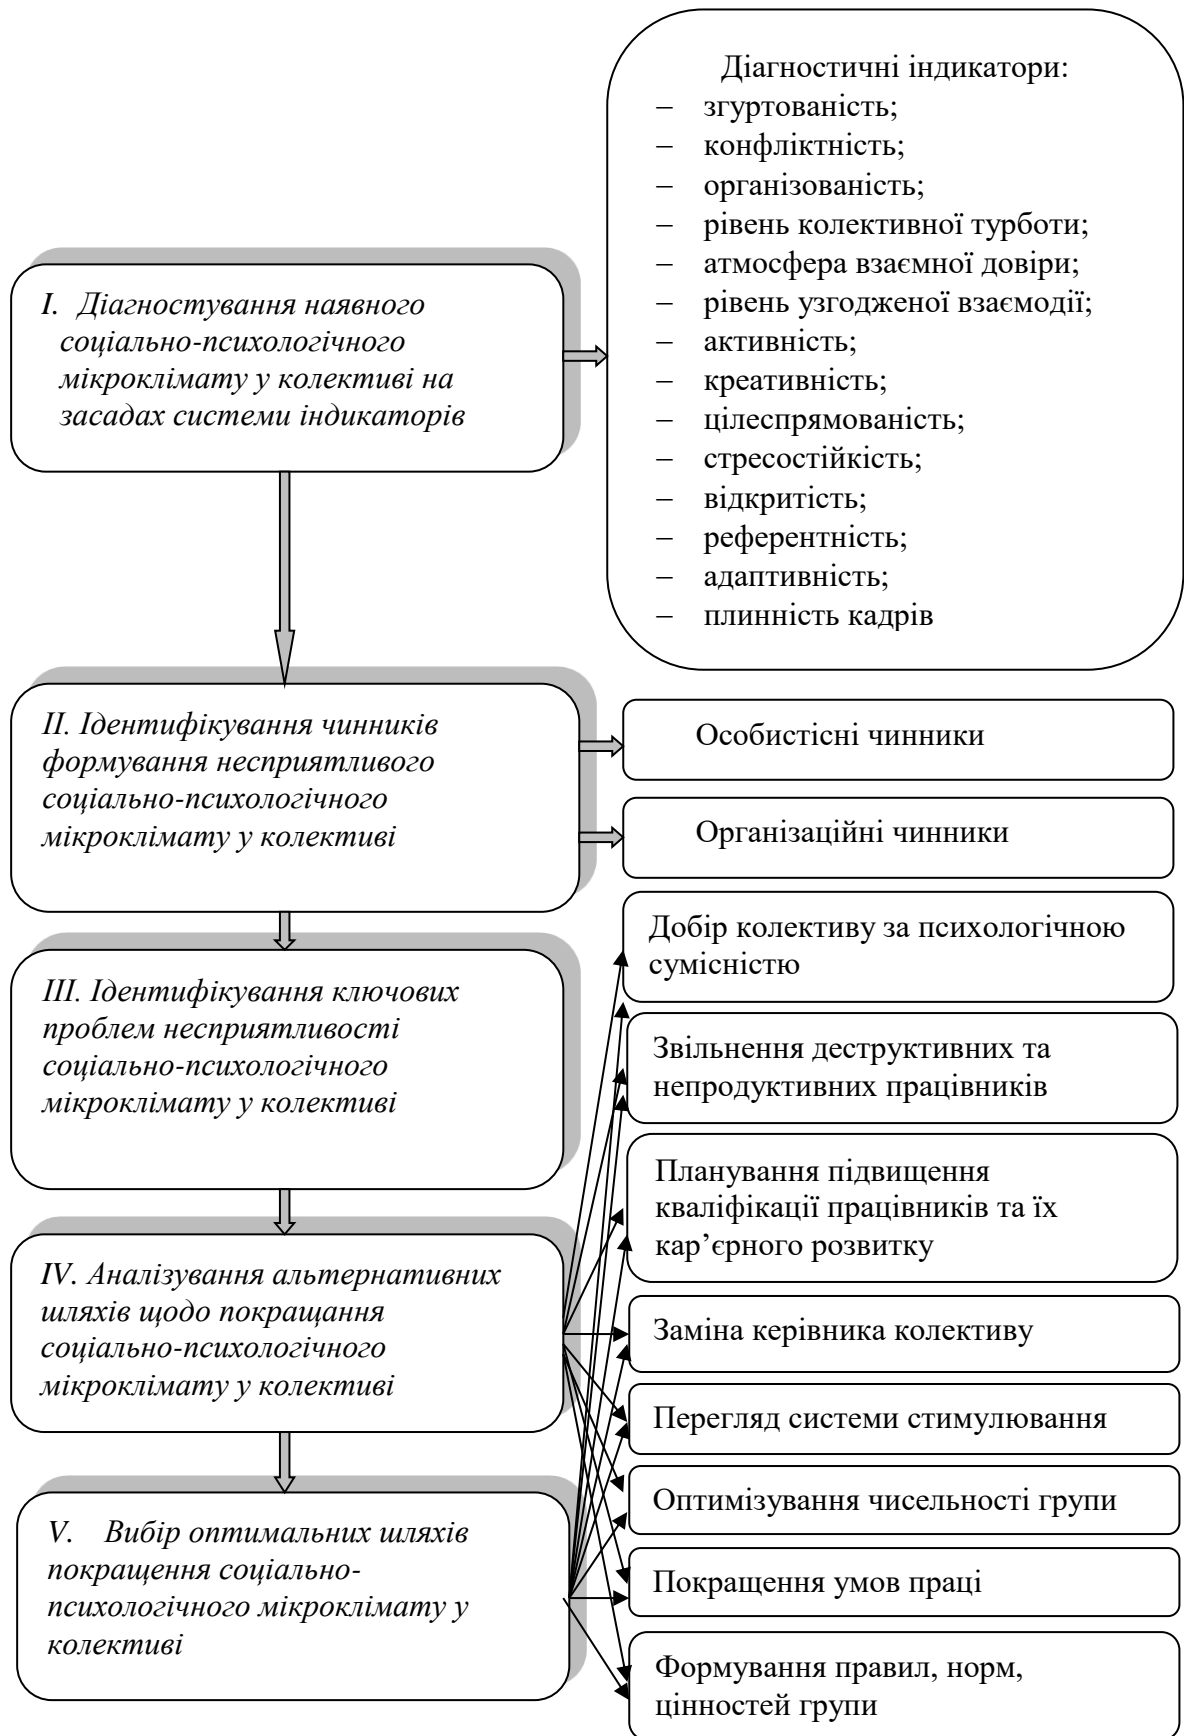 Діагностичні індикатори:
– згуртованість;
– конфліктність;
– організованість;
– рівень колективної турботи;
– атмосфера взаємної довіри;
– рівень узгодженої взаємодії;
– активність;
– креативність;
– цілеспрямованість;
– стресостійкість;
– відкритість;
– референтність;
– адаптивність;
– плинність кадрів
I. Діагностування наявного
соціально-психологічного
мікроклімату у колективі на
засадах системи індикаторів
II. Ідентифікування чинників
формування несприятливого
соціально-психологічного
мікроклімату у колективі
Особистісні чинники
Організаційні чинники
III. Ідентифікування ключових
проблем несприятливості
соціально-психологічного
мікроклімату у колективі
IV. Аналізування альтернативних
шляхів щодо покращання
соціально-психологічного
мікроклімату у колективі
V. Вибір оптимальних шляхів
покращення соціально-
психологічного мікроклімату у
колективі
Добір колективу за психологічною
сумісністю
Звільнення деструктивних та
непродуктивних працівників
Планування підвищення
кваліфікації працівників та їх
кар’єрного розвитку
Заміна керівника колективу
Перегляд системи стимулювання
Оптимізування чисельності групи
Покращення умов праці
Формування правил, норм,
цінностей групи